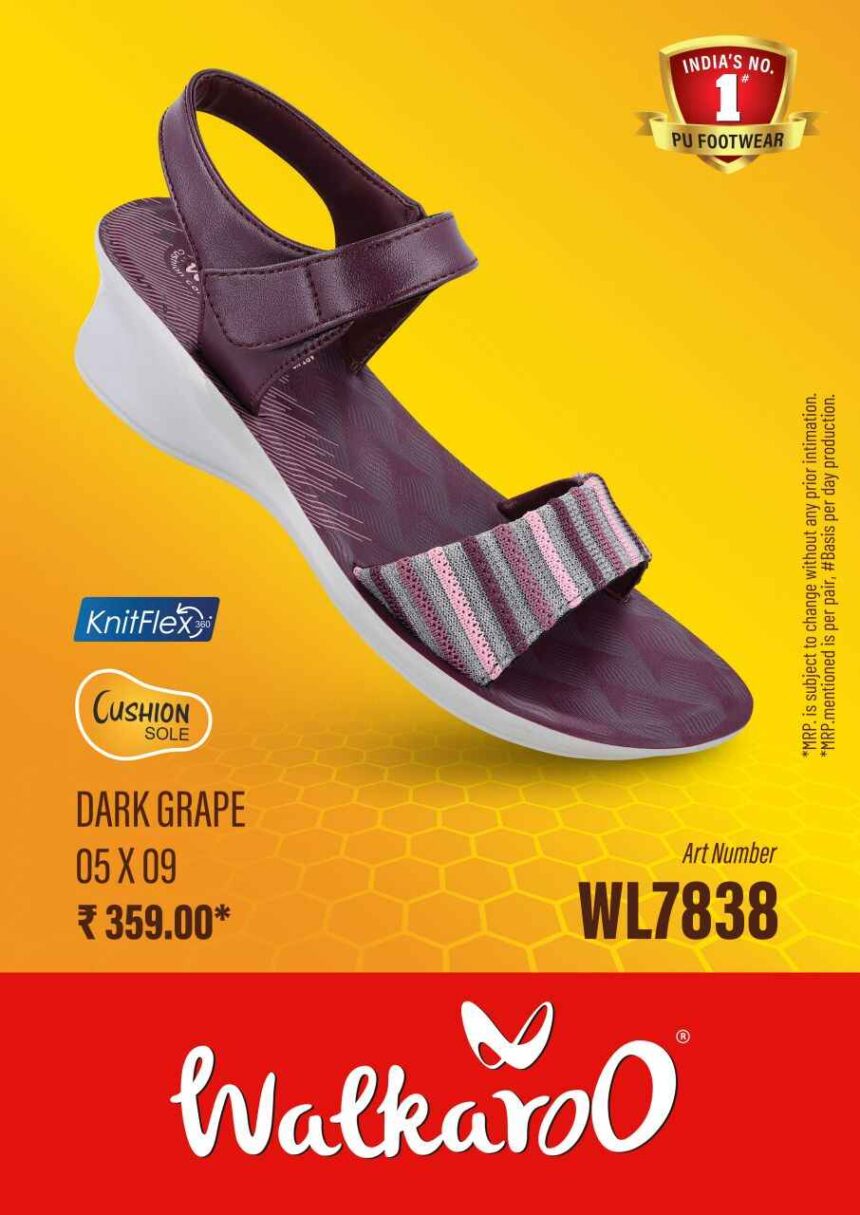 INDIA'S NO.
1#
PU FOOTWEAR
*MRP. is subject to change without any prior intimation.
*MRP.mentioned is per pair, #Basis per day production.
KnitFlex 360
CUSHION
SOLE
DARK GRAPE
05 X 09
₹ 359.00*
Art Number
WL7838
Walkaroo®